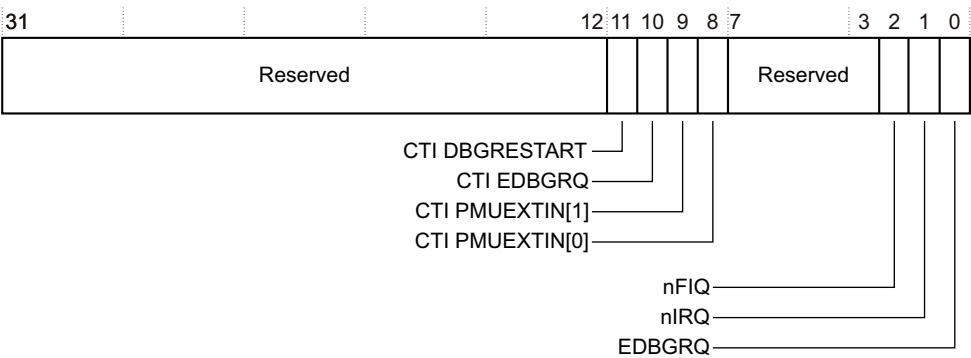 31 12 11 10 9 8 7 3 2 1 0
Reserved Reserved
CTI DBGRESTART
CTI EDBGRQ
CTI PMUEXTIN[1]
CTI PMUEXTIN[0]
nFIQ
nIRQ
EDBGRQ